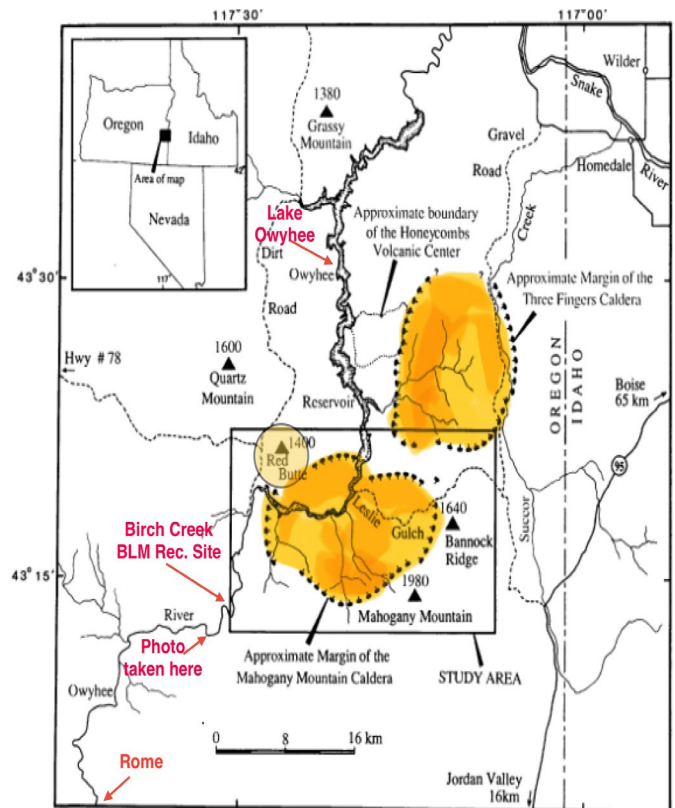 117°30'
117°00'
Wilder
Snake
River
Homedale
Gravel
Road
Creek
1380
Grassy
Mountain
Oregon
Idaho
42
Area of map
Nevada
117°
Lake
Owyhee
Approximate boundary
of the Honeycombs
Volcanic Center
Dirt
Road
Owyhee
Reservoir
43°30'
Approximate Margin of the
Three Fingers Caldera
Hwy # 78
1600
Quartz
Mountain
OREGON
IDAHO
Boise
65 km
95
1400
Red
Butte
Leslie
Gulch
1640
Bannock
Ridge
Succor
Birch Creek
BLM Rec. Site
43°15'
1980
Mahogany Mountain
River
Photo
taken here
Approximate Margin of the
Mahogany Mountain Caldera
STUDY AREA
Owyhee
0 8 16 km
Rome
Jordan Valley
16km